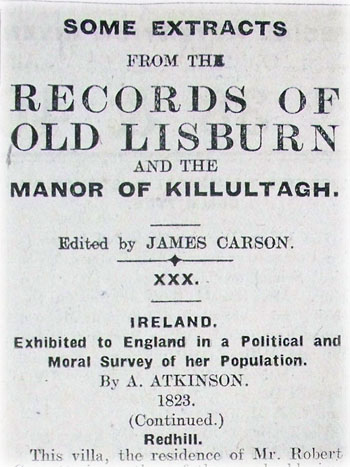 SOME EXTRACTS
FROM THE
RECORDS OF
OLD LISBURN
AND THE
MANOR OF KILLULTAGH.
Edited by JAMES CARSON.
XXX.
IRELAND.
Exhibited to England in a Political and
Moral Survey of her Population.
By A. ATKINSON.
1823.
(Continued.)
Redhill.
This villa, the residence of Mr. Robert